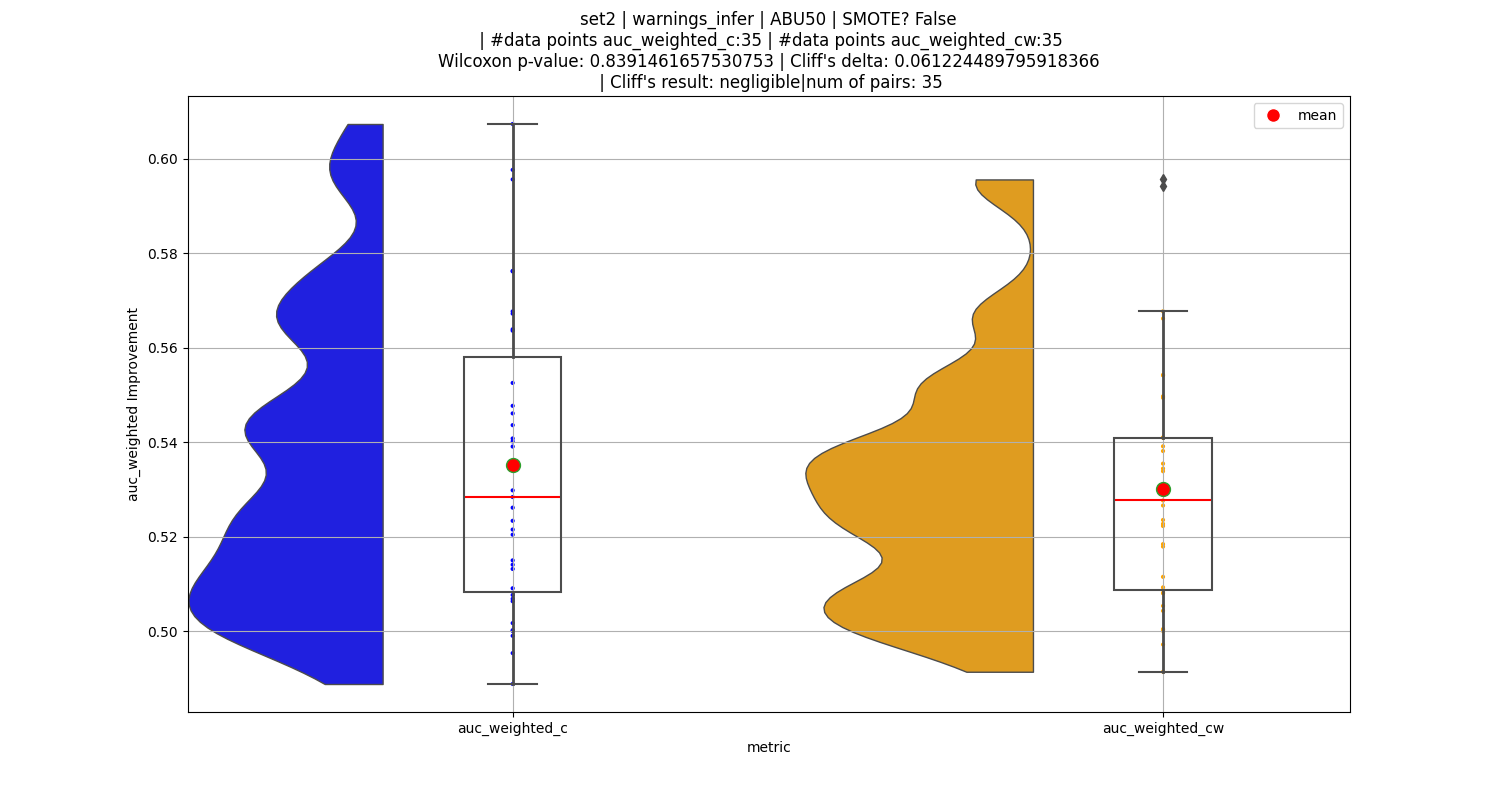 set2 | warnings_infer | ABU50 | SMOTE? False
| #data points auc_weighted_c:35 | #data points auc_weighted_cw:35
Wilcoxon p-value: 0.8391461657530753 | Cliff's delta: 0.061224489795918366
| Cliff's result: negligible|num of pairs: 35
mean
0.60
0.58
0.56
0.54
0.52
0.50
auc_weighted Improvement
auc_weighted_c
auc_weighted_cw
metric